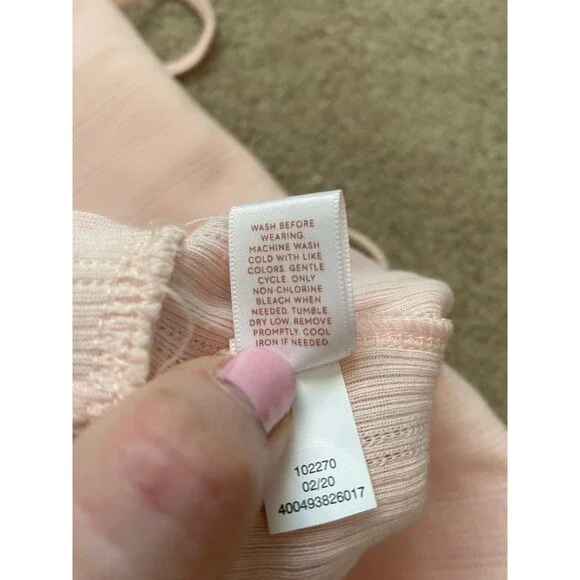 WASH BEFORE
WEARING.
MACHINE WASH
COLD WITH LIKE
COLORS. GENTLE
CYCLE. ONLY
NON-CHLORINE
BLEACH WHEN
NEEDED. TUMBLE
DRY LOW. REMOVE
PROMPTLY. COOL
IRON IF NEEDED.
102270
02/20
400493826017